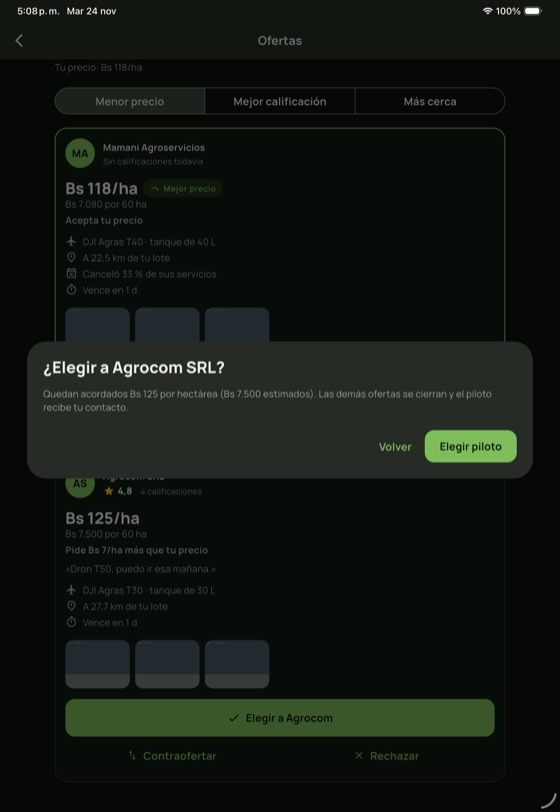 5:08 p. m. Mar 24 nov
100%
Ofertas
Tu precio: Bs 118/ha
Menor precio
Mejor calificación
Más cerca
MA
Mamani Agroservicios
Sin calificaciones todavía
Bs 118/ha
Mejor precio
Bs 7.080 por 60 ha
Acepta tu precio
DJI Agras T40 · tanque de 40 L
A 22,5 km de tu lote
Canceló 33 % de sus servicios
Vence en 1 d
¿Elegir a Agrocom SRL?
Quedan acordados Bs 125 por hectárea (Bs 7.500 estimados). Las demás ofertas se cierran y el piloto
recibe tu contacto.
Volver
Elegir piloto
AS
4,8 · 4 calificaciones
Bs 125/ha
Bs 7.500 por 60 ha
Pide Bs 7/ha más que tu precio
«Dron T50, puedo ir esa mañana.»
DJI Agras T30 · tanque de 30 L
A 27,7 km de tu lote
Vence en 1 d
Elegir a Agrocom
Contraofertar
Rechazar